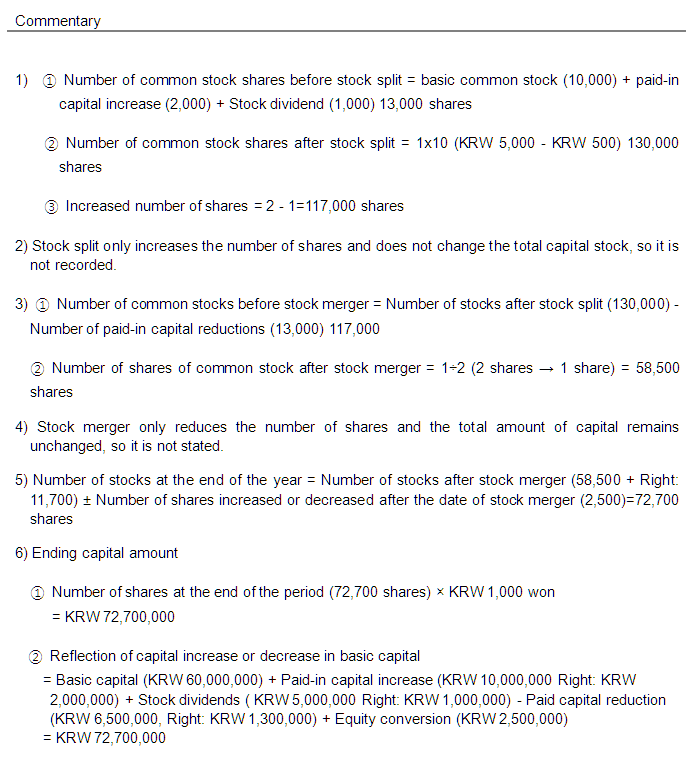 Commentary
1) ① Number of common stock shares before stock split = basic common stock (10,000) + paid-in
capital increase (2,000) + Stock dividend (1,000) 13,000 shares
② Number of common stock shares after stock split = 1x10 (KRW 5,000 - KRW 500) 130,000
shares
③ Increased number of shares = 2 - 1=117,000 shares
2) Stock split only increases the number of shares and does not change the total capital stock, so it is
not recorded.
3) ① Number of common stocks before stock merger = Number of stocks after stock split (130,000) -
Number of paid-in capital reductions (13,000) 117,000
② Number of shares of common stock after stock merger = 1÷2 (2 shares → 1 share) = 58,500
shares
4) Stock merger only reduces the number of shares and the total amount of capital remains
unchanged, so it is not stated.
5) Number of stocks at the end of the year = Number of stocks after stock merger (58,500 + Right:
11,700) ± Number of shares increased or decreased after the date of stock merger (2,500)=72,700
shares
6) Ending capital amount
① Number of shares at the end of the period (72,700 shares) × KRW 1,000 won
= KRW 72,700,000
② Reflection of capital increase or decrease in basic capital
= Basic capital (KRW 60,000,000) + Paid-in capital increase (KRW 10,000,000 Right: KRW
2,000,000) + Stock dividends ( KRW 5,000,000 Right: KRW 1,000,000) - Paid capital reduction
(KRW 6,500,000, Right: KRW 1,300,000) + Equity conversion (KRW 2,500,000)
= KRW 72,700,000